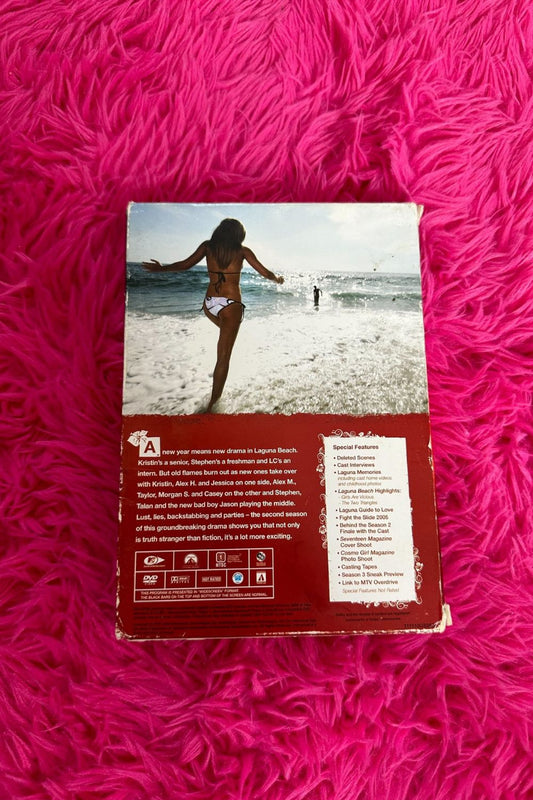 A new year means new drama in Laguna Beach.
Kristin's a senior, Stephen's a freshman and LC's an
intern. But old flames burn out as new ones take over
with Kristin, Alex H. and Jessica on one side, Alex M.,
Taylor, Morgan S. and Casey on the other and Stephen,
Talan and the new bad boy Jason playing the middle.
Lust, lies, backstabbing and parties – the second season
of this groundbreaking drama shows you that not only
is truth stranger than fiction, it's a lot more exciting.
1
NTSC
DVD
NOT RATED
THIS PROGRAM IS PRESENTED IN "WIDESCREEN" FORMAT.
THE BLACK BARS ON THE TOP AND BOTTOM OF THE SCREEN ARE NORMAL.
Special Features
• Deleted Scenes
• Cast Interviews
• Laguna Memories
including cast home videos,
and childhood photos
• Laguna Beach Highlights:
- Girls Are Vicious
- The Two Triangles
• Laguna Guide to Love
• Fight the Slide 2005
• Behind the Season 2
Finale with the Cast
• Seventeen Magazine
Cover Shoot
• Cosmo Girl Magazine
Photo Shoot
• Casting Tapes
• Season 3 Sneak Preview
• Link to MTV Overdrive
Special Features Not Rated